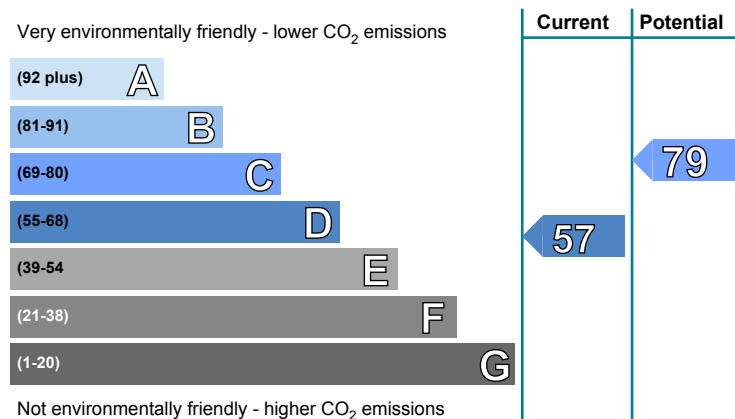 Very environmentally friendly - lower CO₂ emissions
Current
Potential
(92 plus) A
(81-91) B
(69-80) C
79
(55-68) D
57
(39-54 E
(21-38) F
(1-20) G
Not environmentally friendly - higher CO₂ emissions